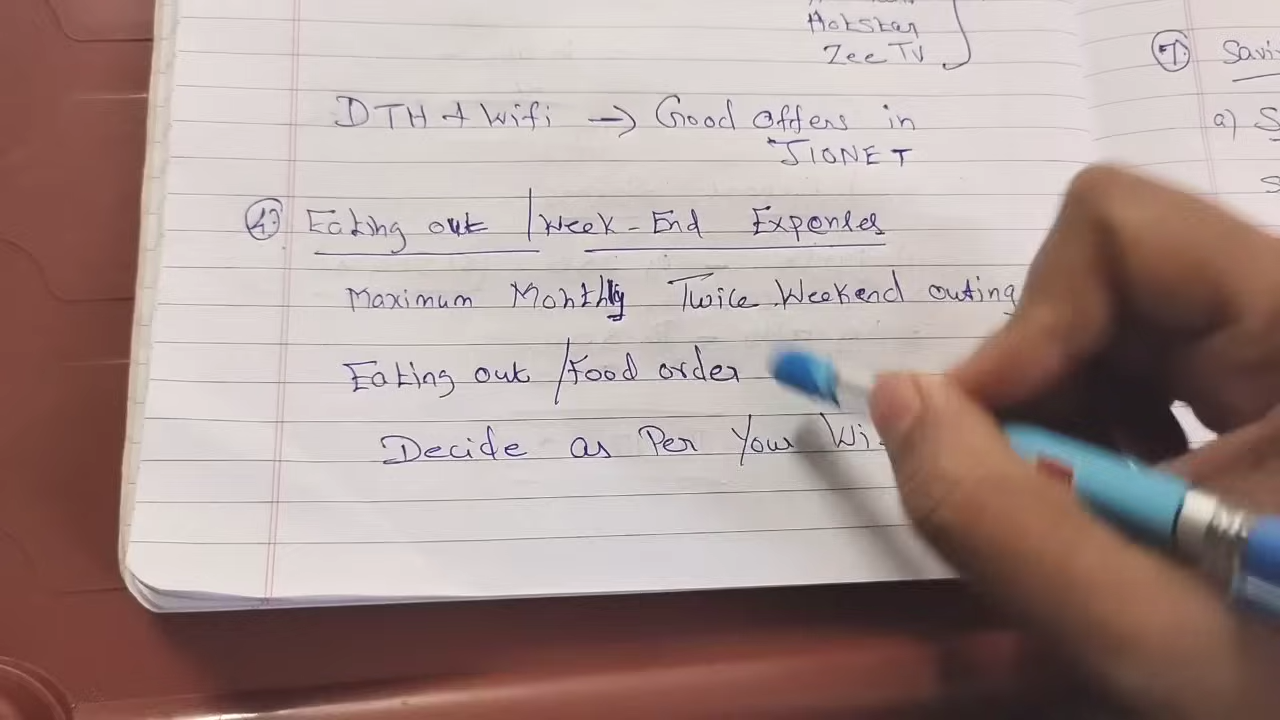 Hotstar
Zee TV
DTH + Wifi → Good Offers in
JIONET
4) Eating out / Week-End Expenses
Maximum Monthly Twice Weekend outing
Eating out / Food order
Decide as Per Your
7)
a)